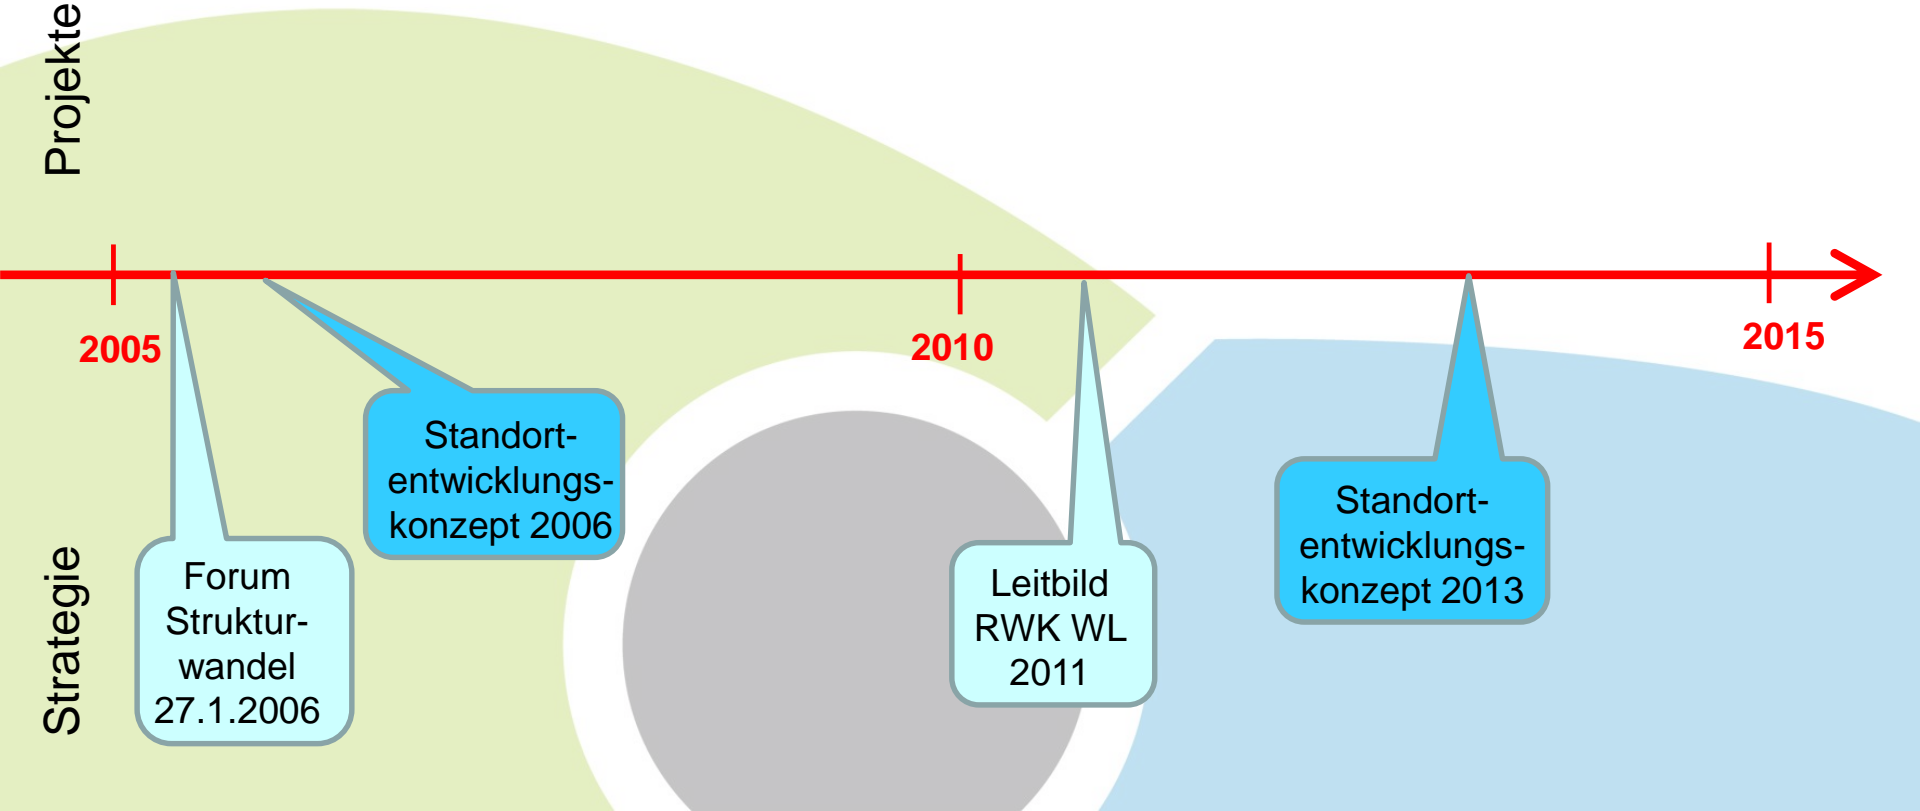 Projekte
2005
2010
2015
Standort-
entwicklungs-
konzept 2006
Standort-
entwicklungs-
konzept 2013
Strategie
Forum
Struktur-
wandel
27.1.2006
Leitbild
RWK WL
2011